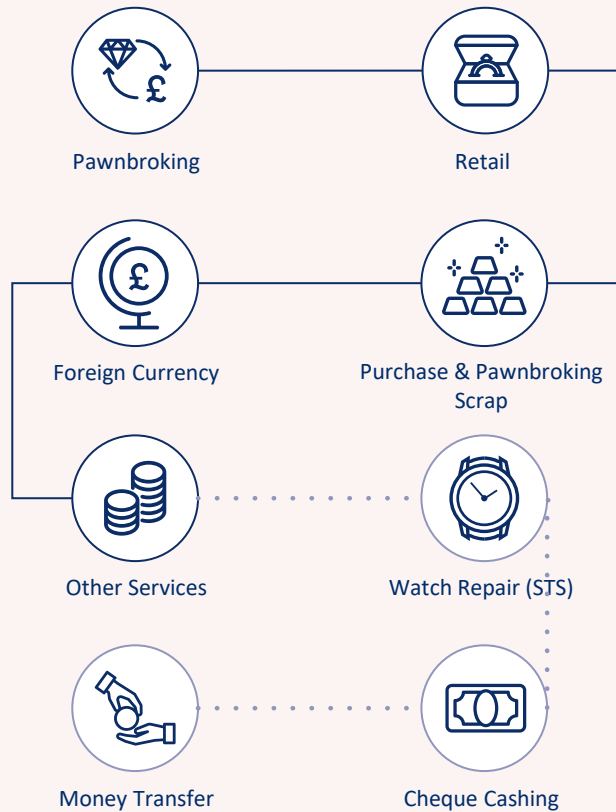 £
Pawnbroking
Retail
£
Foreign Currency
Purchase & Pawnbroking
Scrap
Other Services
Watch Repair (STS)
Money Transfer
Cheque Cashing